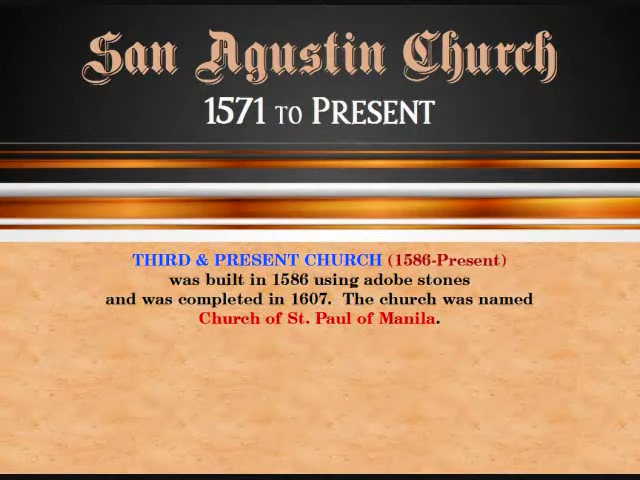 San Agustin Church
1571 to Present
THIRD & PRESENT CHURCH (1586-Present)
was built in 1586 using adobe stones
and was completed in 1607. The church was named
Church of St. Paul of Manila.